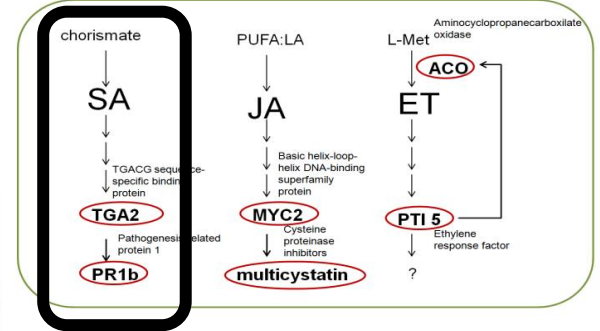 chorismate
SA
TGACG sequence-
specific binding
protein
TGA2
Pathogenesis related
protein 1
PR1b
PUFA:LA
JA
Basic helix-loop-
helix DNA-binding
superfamily
protein
MYC2
Cysteine
proteinase
inhibitors
multicystatin
Aminocyclopropanecarboxilate
oxidase
L-Met
ACO
ET
PTI 5
Ethylene
response factor
?